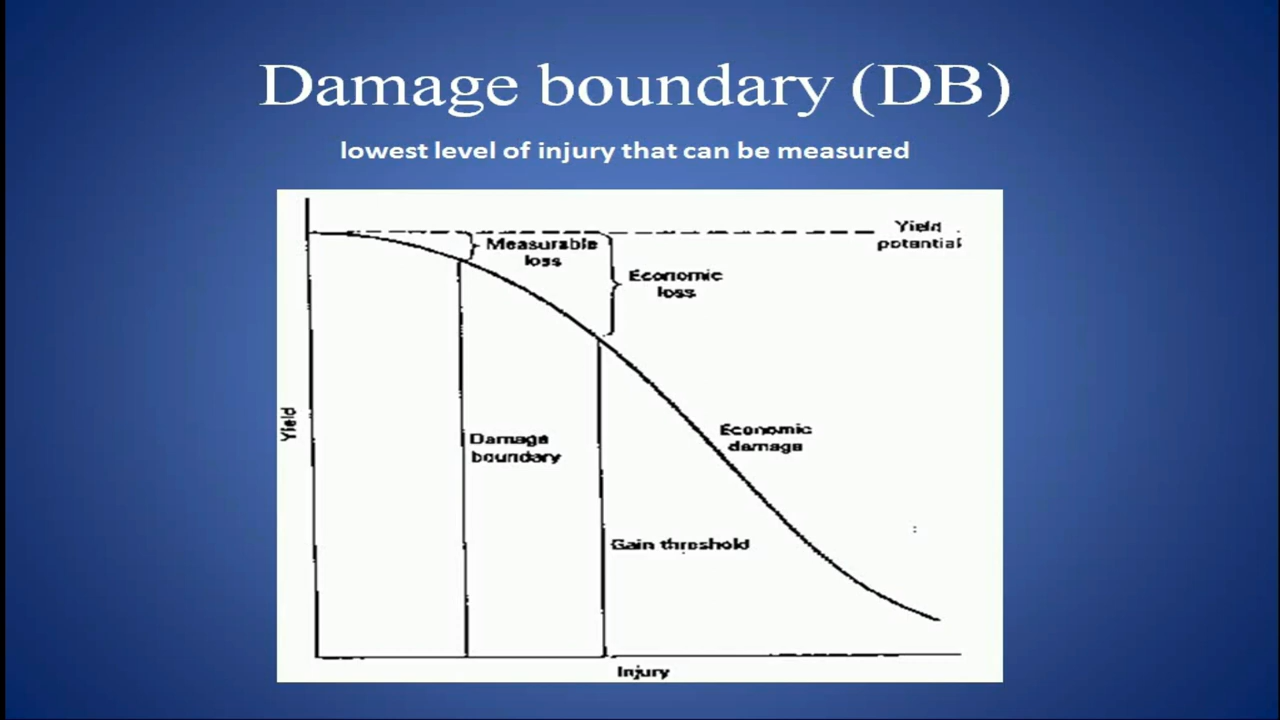 Damage boundary (DB)
lowest level of injury that can be measured
Yield
potential
Measurable
loss
Economic
loss
Yield
Damage
boundary
Economic
damage
Gain threshold
Injury